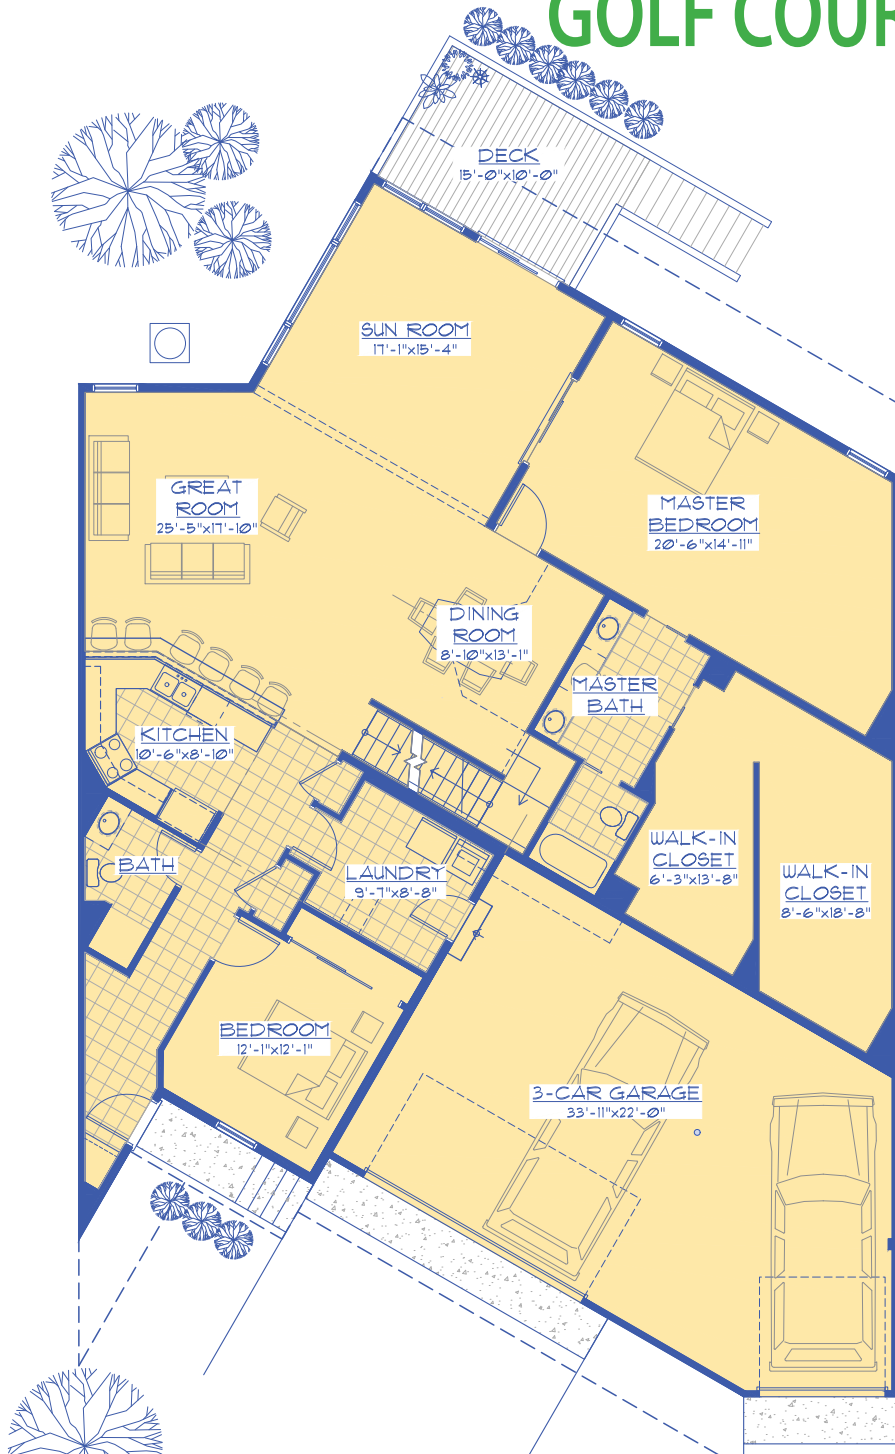 GOLF COUR
DECK
15'-0"x10'-0"
SUN ROOM
17'-1"x15'-4"
GREAT
ROOM
25'-5"x17'-10"
MASTER
BEDROOM
20'-6"x14'-11"
DINING
ROOM
8'-10"x13'-1"
MASTER
BATH
KITCHEN
10'-6"x8'-10"
WALK-IN
CLOSET
6'-3"x13'-8"
BATH
LAUNDRY
9'-7"x8'-8"
WALK-IN
CLOSET
8'-6"x18'-8"
BEDROOM
12'-1"x12'-1"
3-CAR GARAGE
33'-11"x22'-0"